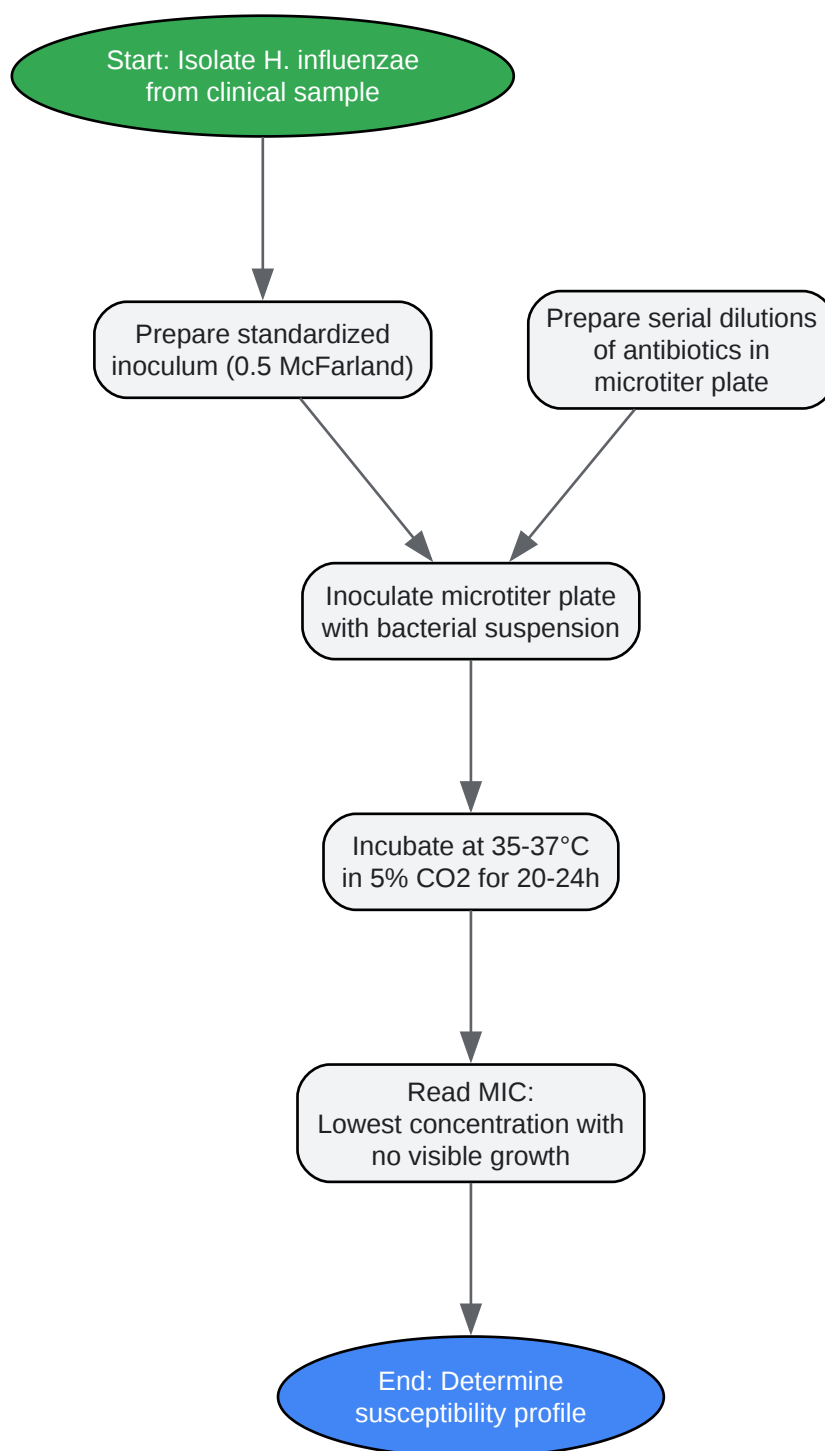 Start: Isolate H. influenzae
from clinical sample
Prepare standardized
inoculum (0.5 McFarland)
Prepare serial dilutions
of antibiotics in
microtiter plate
Inoculate microtiter plate
with bacterial suspension
Incubate at 35-37°C
in 5% CO2 for 20-24h
Read MIC:
Lowest concentration with
no visible growth
End: Determine
susceptibility profile